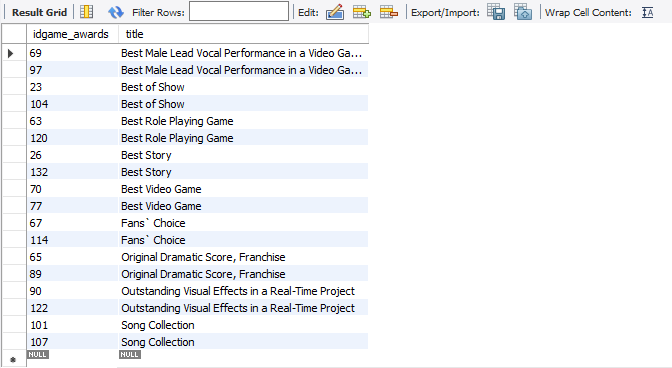 Result Grid Filter Rows: Edit: Export/Import: Wrap Cell Content: IA
idgame_awards title
69 Best Male Lead Vocal Performance in a Video Ga...
97 Best Male Lead Vocal Performance in a Video Ga...
23 Best of Show
104 Best of Show
63 Best Role Playing Game
120 Best Role Playing Game
26 Best Story
132 Best Story
70 Best Video Game
77 Best Video Game
67 Fans` Choice
114 Fans` Choice
65 Original Dramatic Score, Franchise
89 Original Dramatic Score, Franchise
90 Outstanding Visual Effects in a Real-Time Project
122 Outstanding Visual Effects in a Real-Time Project
101 Song Collection
107 Song Collection
NULL NULL